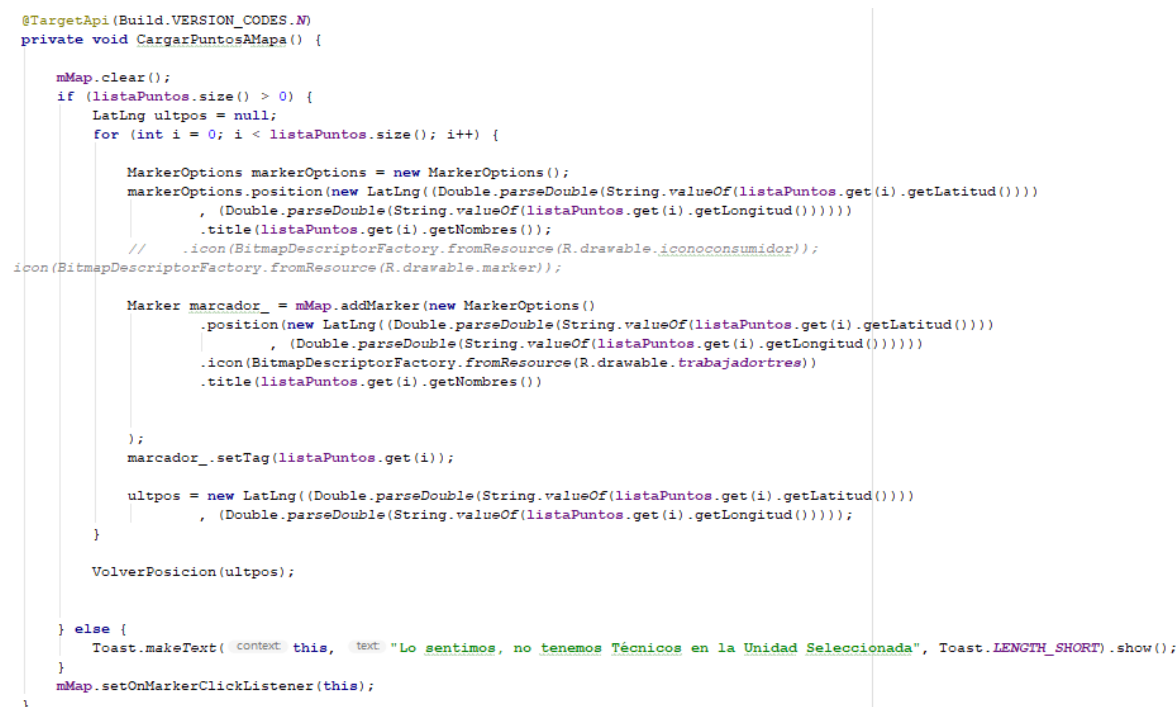 @TargetApi(Build.VERSION_CODES.N)
private void CargarPuntosAMapa() {
mMap.clear();
if (listaPuntos.size() > 0) {
LatLng ultpos = null;
for (int i = 0; i < listaPuntos.size(); i++) {
MarkerOptions markerOptions = new MarkerOptions();
markerOptions.position(new LatLng((Double.parseDouble(String.valueOf(listaPuntos.get(i).getLatitud())))
, (Double.parseDouble(String.valueOf(listaPuntos.get(i).getLongitud())))))
.title(listaPuntos.get(i).getNombres());
// .icon(BitmapDescriptorFactory.fromResource(R.drawable.iconoconsumidor));
icon(BitmapDescriptorFactory.fromResource(R.drawable.marker));
Marker marcador_ = mMap.addMarker(new MarkerOptions()
.position(new LatLng((Double.parseDouble(String.valueOf(listaPuntos.get(i).getLatitud())))
, (Double.parseDouble(String.valueOf(listaPuntos.get(i).getLongitud())))))
.icon(BitmapDescriptorFactory.fromResource(R.drawable.trabajadortres))
.title(listaPuntos.get(i).getNombres())
);
marcador_.setTag(listaPuntos.get(i));
ultpos = new LatLng((Double.parseDouble(String.valueOf(listaPuntos.get(i).getLatitud())))
, (Double.parseDouble(String.valueOf(listaPuntos.get(i).getLongitud()))));
}
VolverPosicion(ultpos);
} else {
Toast.makeText( context: this, text: "Lo sentimos, no tenemos Técnicos en la Unidad Seleccionada", Toast.LENGTH_SHORT).show();
}
mMap.setOnMarkerClickListener(this);
}